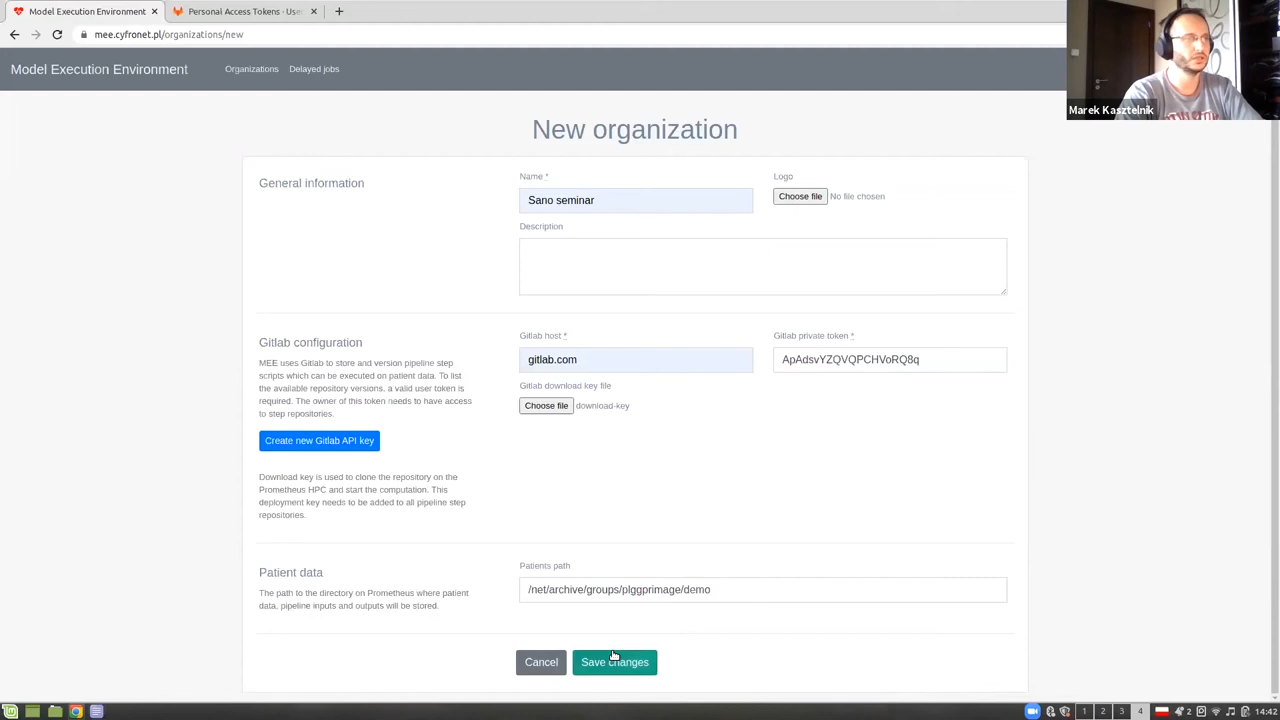 Model Execution Environment
Personal Access Tokens · Use
mee.cyfronet.pl/organizations/new
Model Execution Environment
Organizations
Delayed jobs
Marek Kasztelnik
New organization
General information
Name *
Logo
Sano seminar
Choose file No file chosen
Description
Gitlab configuration
Gitlab host *
Gitlab private token *
MEE uses Gitlab to store and version pipeline step
scripts which can be executed on patient data. To list
the available repository versions, a valid user token is
required. The owner of this token needs to have access
to step repositories.
gitlab.com
ApAdsvYZQVQPCHVoRQ8q
Gitlab download key file
Choose file download-key
Create new Gitlab API key
Download key is used to clone the repository on the
Prometheus HPC and start the computation. This
deployment key needs to be added to all pipeline step
repositories.
Patient data
Patients path
The path to the directory on Prometheus where patient
data, pipeline inputs and outputs will be stored.
/net/archive/groups/plggprimage/demo
Cancel
Save changes
1 2 3 4
2
14:42